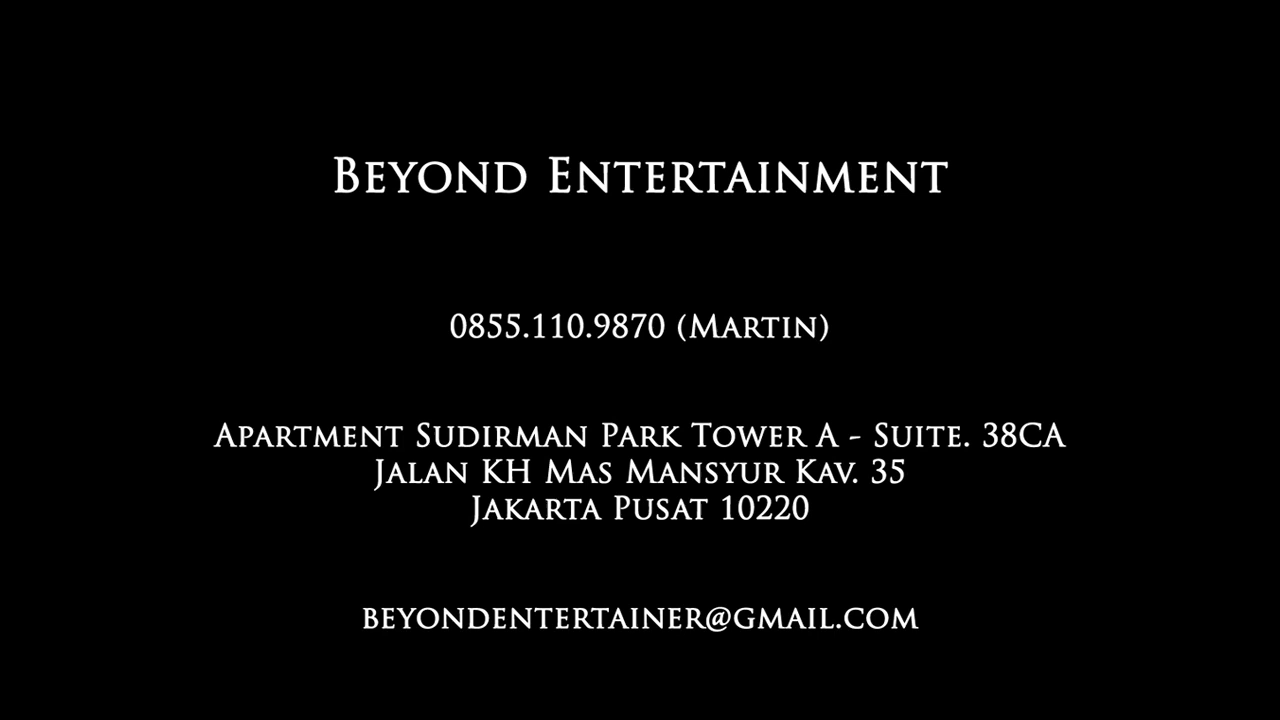 Beyond Entertainment
0855.110.9870 (Martin)
Apartment Sudirman Park Tower A - Suite. 38CA
Jalan KH Mas Mansyur Kav. 35
Jakarta Pusat 10220
beyondentertainer@gmail.com